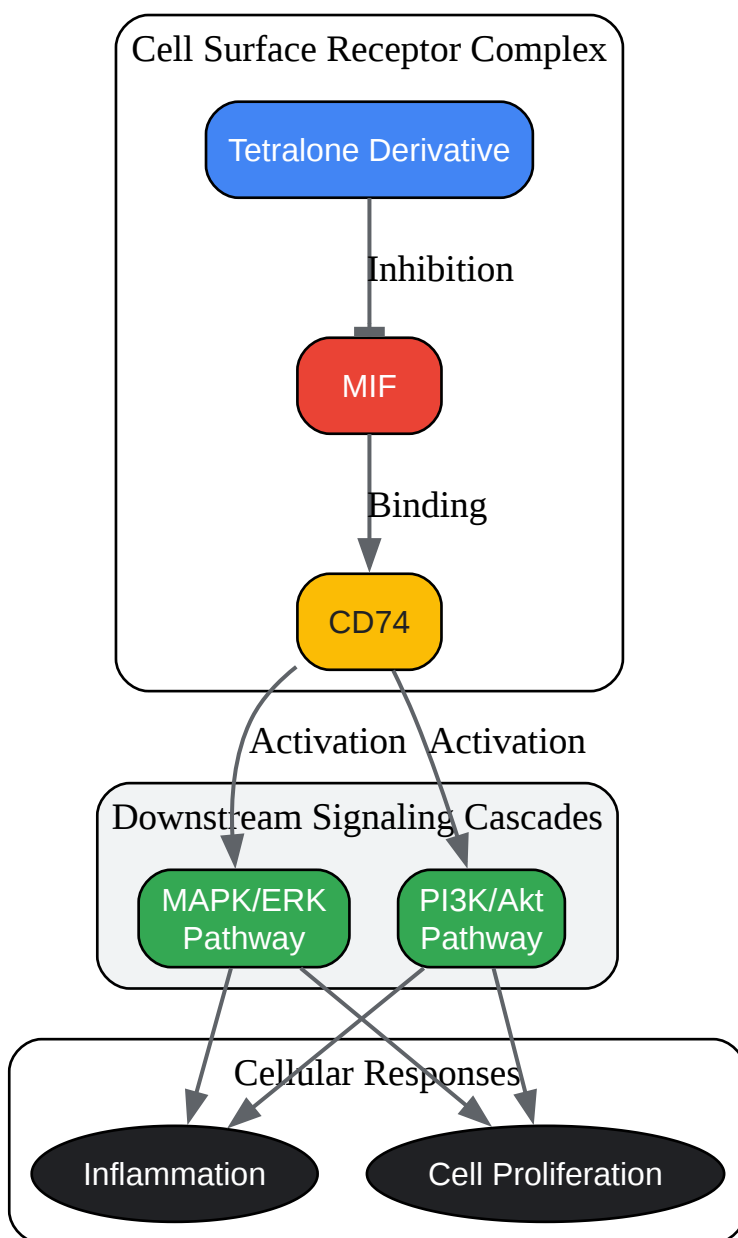 Cell Surface Receptor Complex
Tetralone Derivative
Inhibition
MIF
Binding
CD74
Activation
Activation
Downstream Signaling Cascades
MAPK/ERK
Pathway
PI3K/Akt
Pathway
Cellular Responses
Inflammation
Cell Proliferation